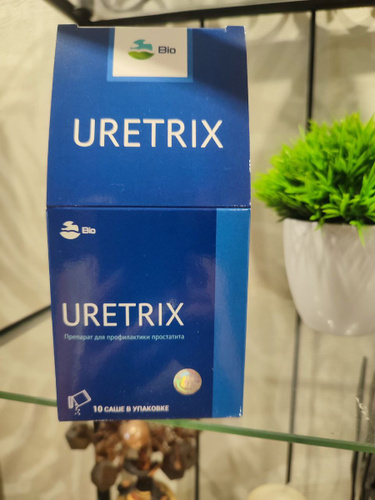 Bio
URETRIX
Bio
URETRIX
Препарат для профилактики простатита
10 САШЕ В УПАКОВКЕ